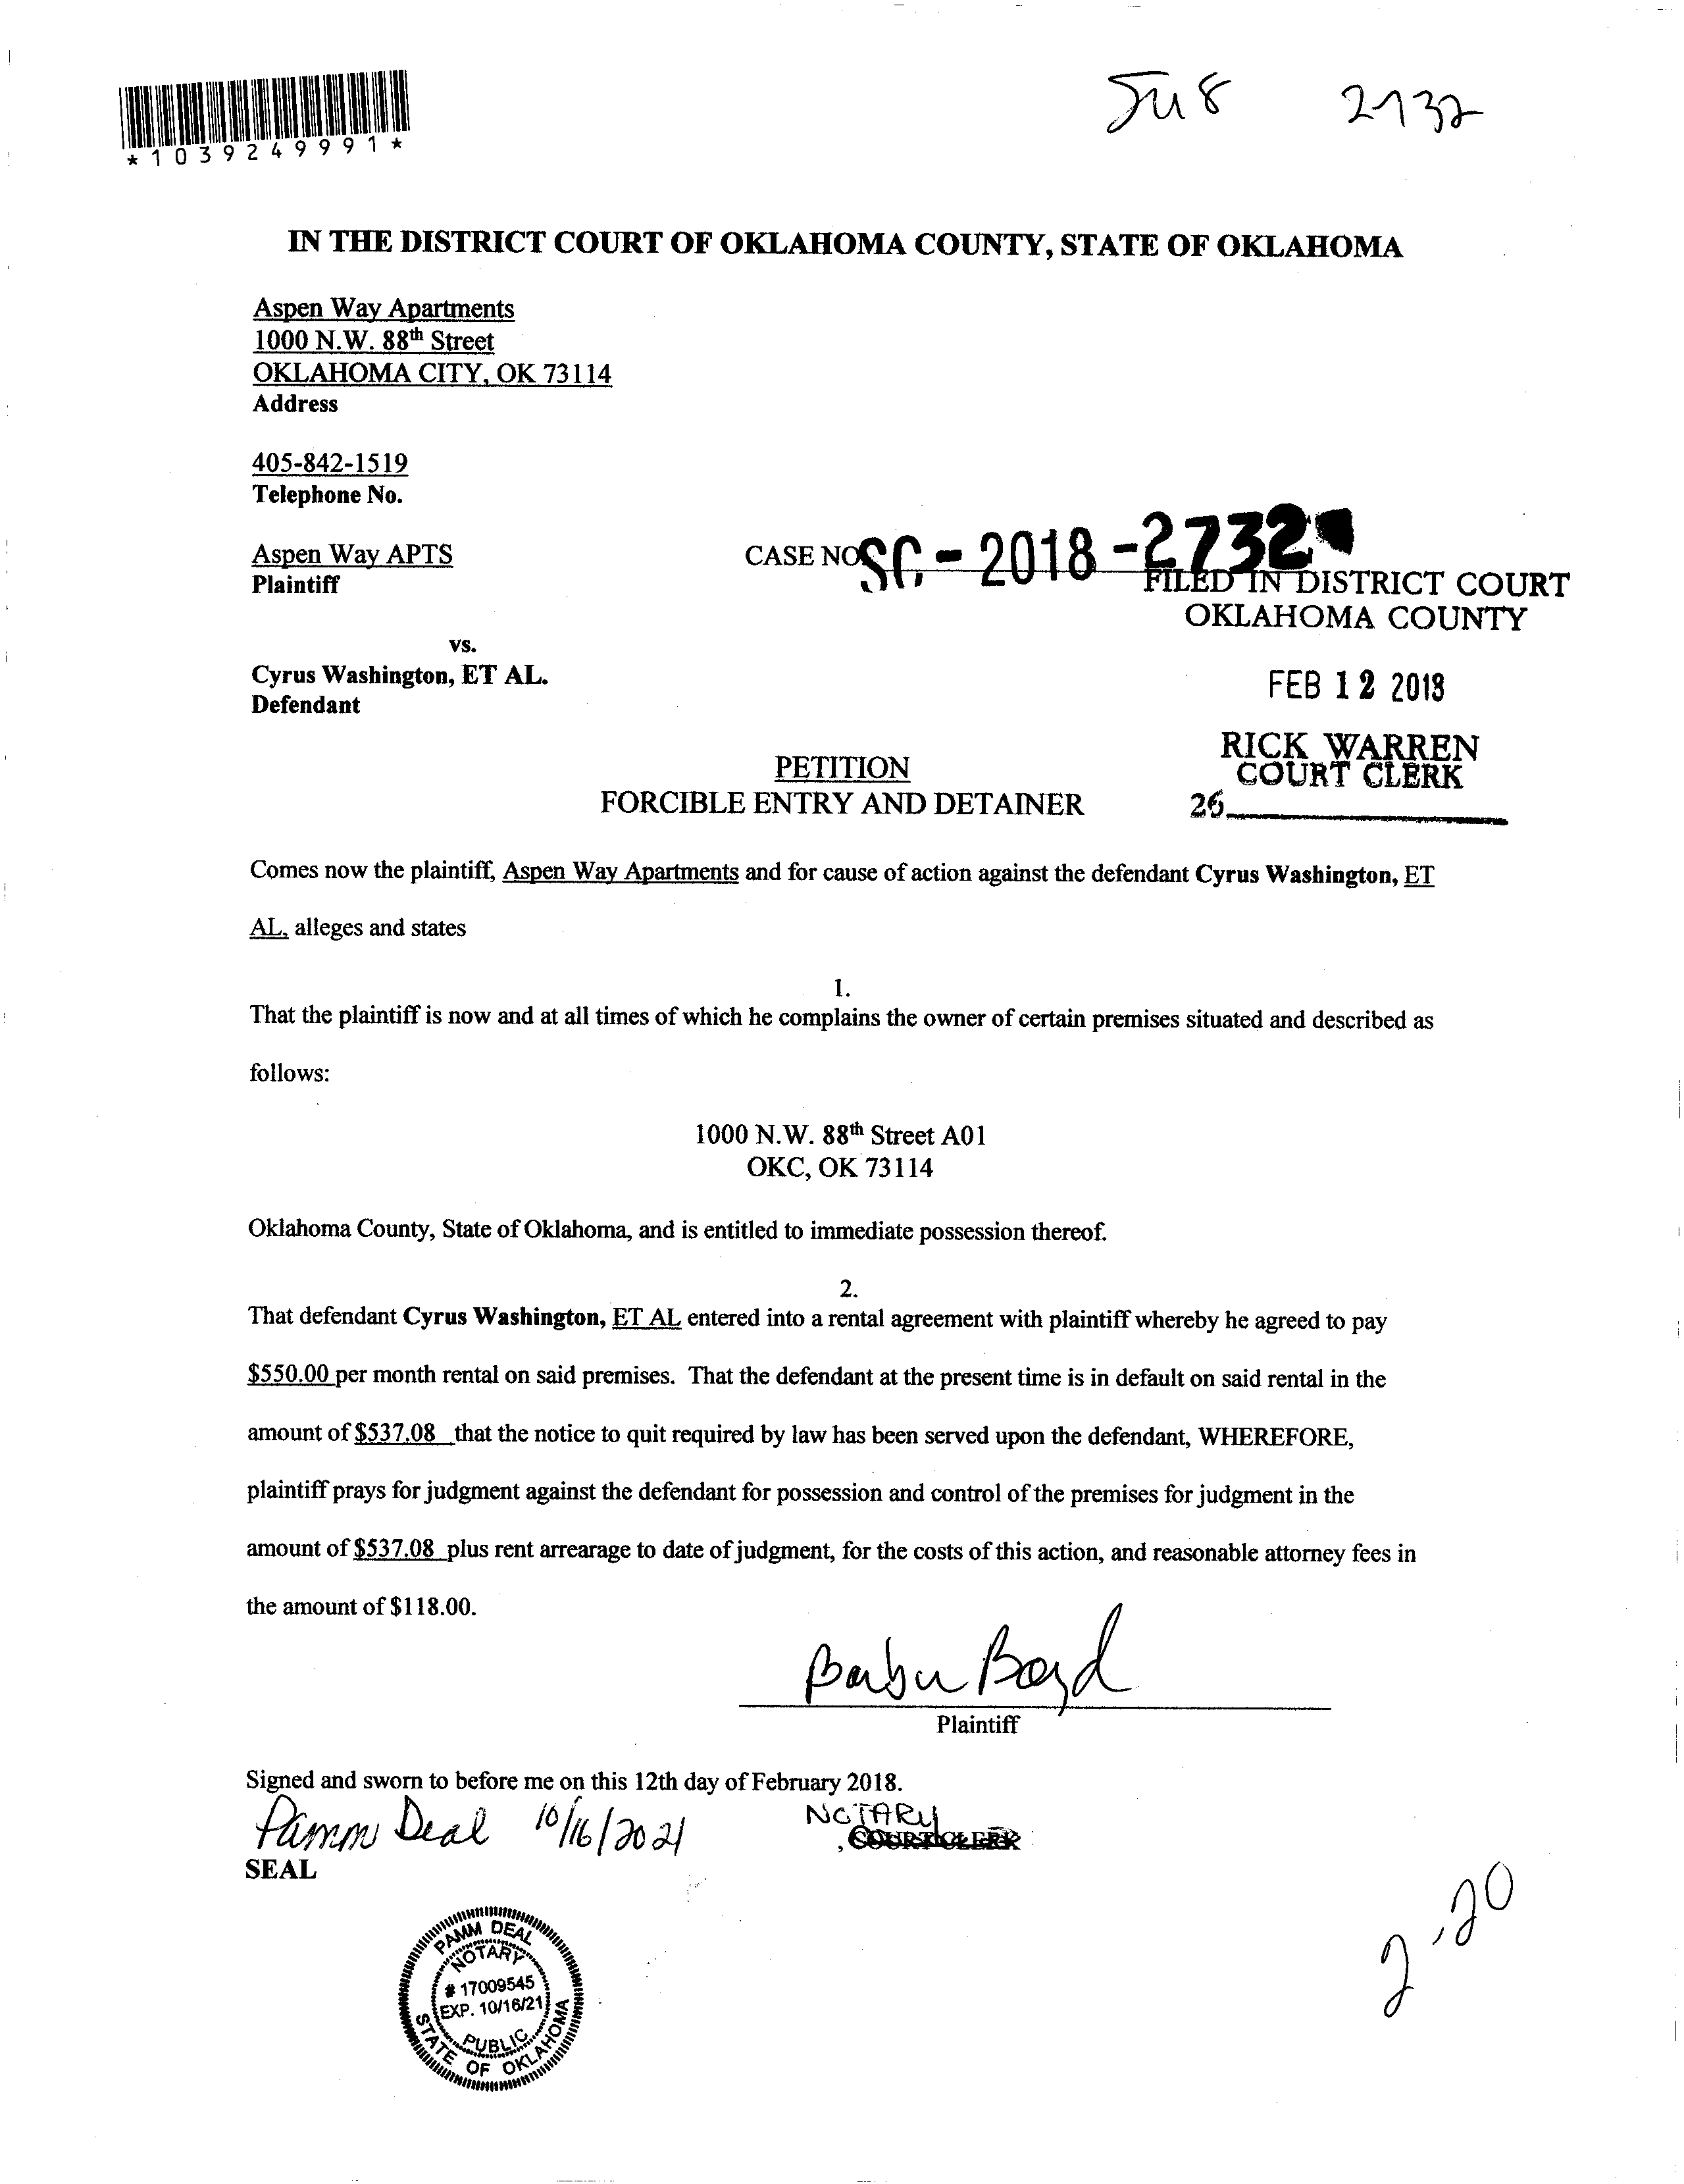 *1039249991*
2732
IN THE DISTRICT COURT OF OKLAHOMA COUNTY, STATE OF OKLAHOMA
Aspen Way Apartments
1000 N.W. 88th Street
OKLAHOMA CITY, OK 73114
Address
405-842-1519
Telephone No.
Aspen Way APTS
Plaintiff
CASE NO SC-2018-2732
FILED IN DISTRICT COURT
OKLAHOMA COUNTY
vs.
Cyrus Washington, ET AL.
Defendant
FEB 12 2018
RICK WARREN
COURT CLERK
26
PETITION
FORCIBLE ENTRY AND DETAINER
Comes now the plaintiff, Aspen Way Apartments and for cause of action against the defendant Cyrus Washington, ET
AL, alleges and states
1.
That the plaintiff is now and at all times of which he complains the owner of certain premises situated and described as
follows:
1000 N.W. 88th Street A01
OKC, OK 73114
Oklahoma County, State of Oklahoma, and is entitled to immediate possession thereof.
2.
That defendant Cyrus Washington, ET AL entered into a rental agreement with plaintiff whereby he agreed to pay
$550.00 per month rental on said premises. That the defendant at the present time is in default on said rental in the
amount of $537.08 that the notice to quit required by law has been served upon the defendant, WHEREFORE,
plaintiff prays for judgment against the defendant for possession and control of the premises for judgment in the
amount of $537.08 plus rent arrearage to date of judgment, for the costs of this action, and reasonable attorney fees in
the amount of $118.00.
Boyd
Plaintiff
Signed and sworn to before me on this 12th day of February 2018.
Pamm Deal 10/16/2021
NOTARY
, COURT CLERK
SEAL
PAMM DEAL
NOTARY
# 17009545
EXP. 10/16/21
PUBLIC
STATE OF OKLAHOMA
2.20